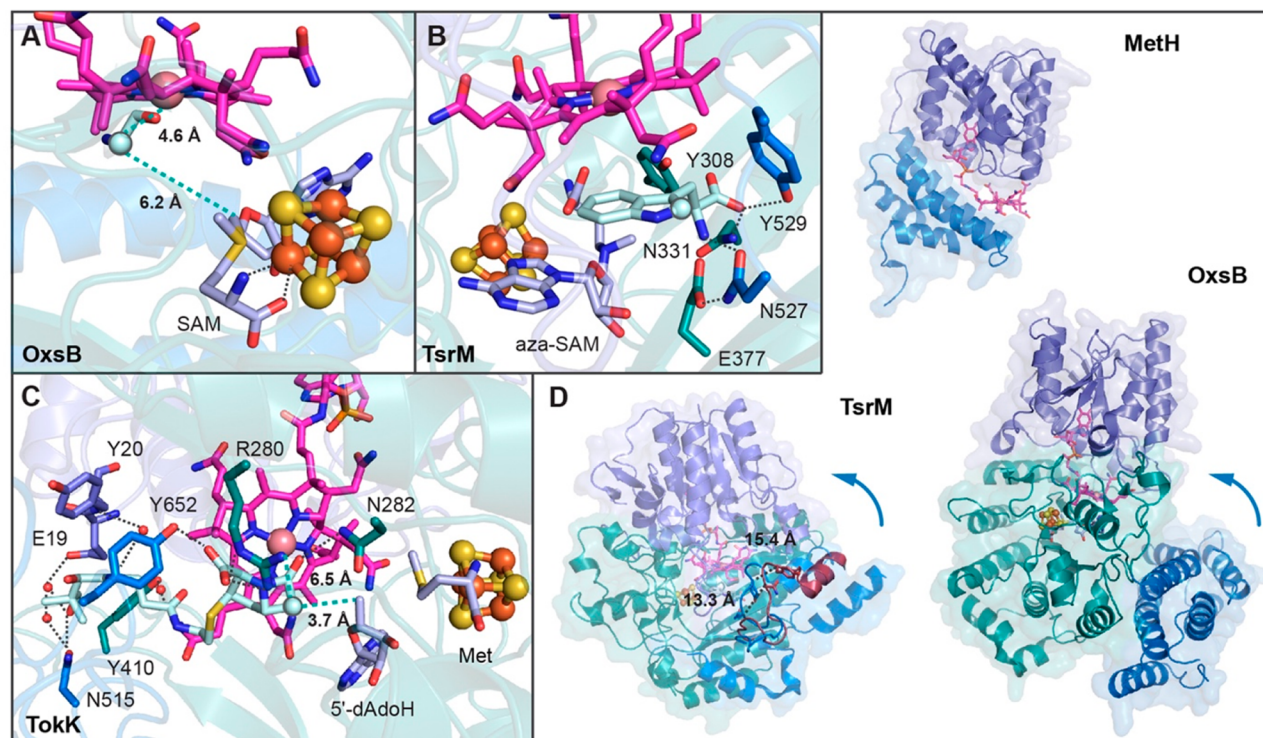 A
4.6 Å
6.2 Å
SAM
OxsB
B
Y308
Y529
N331
N527
aza-SAM
E377
TsrM
MetH
OxsB
C
Y20
R280
Y652
N282
E19
6.5 Å
3.7 Å
Y410
N515
Met
5'-dAdoH
TokK
D
TsrM
15.4 Å
13.3 Å